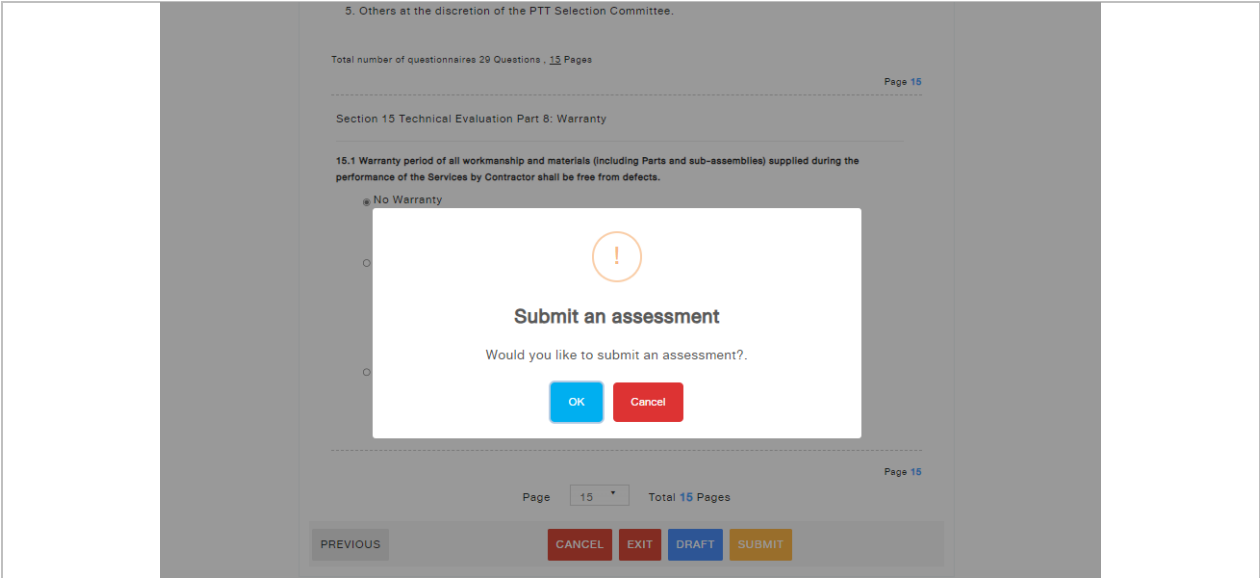 5. Others at the discretion of the PTT Selection Committee.
Total number of questionnaires 29 Questions , 15 Pages
Page 15
Section 15 Technical Evaluation Part 8: Warranty
15.1 Warranty period of all workmanship and materials (including Parts and sub-assemblies) supplied during the
performance of the Services by Contractor shall be free from defects.
No Warranty
!
Submit an assessment
Would you like to submit an assessment?.
OK Cancel
Page 15
Page 15 Total 15 Pages
PREVIOUS CANCEL EXIT DRAFT SUBMIT